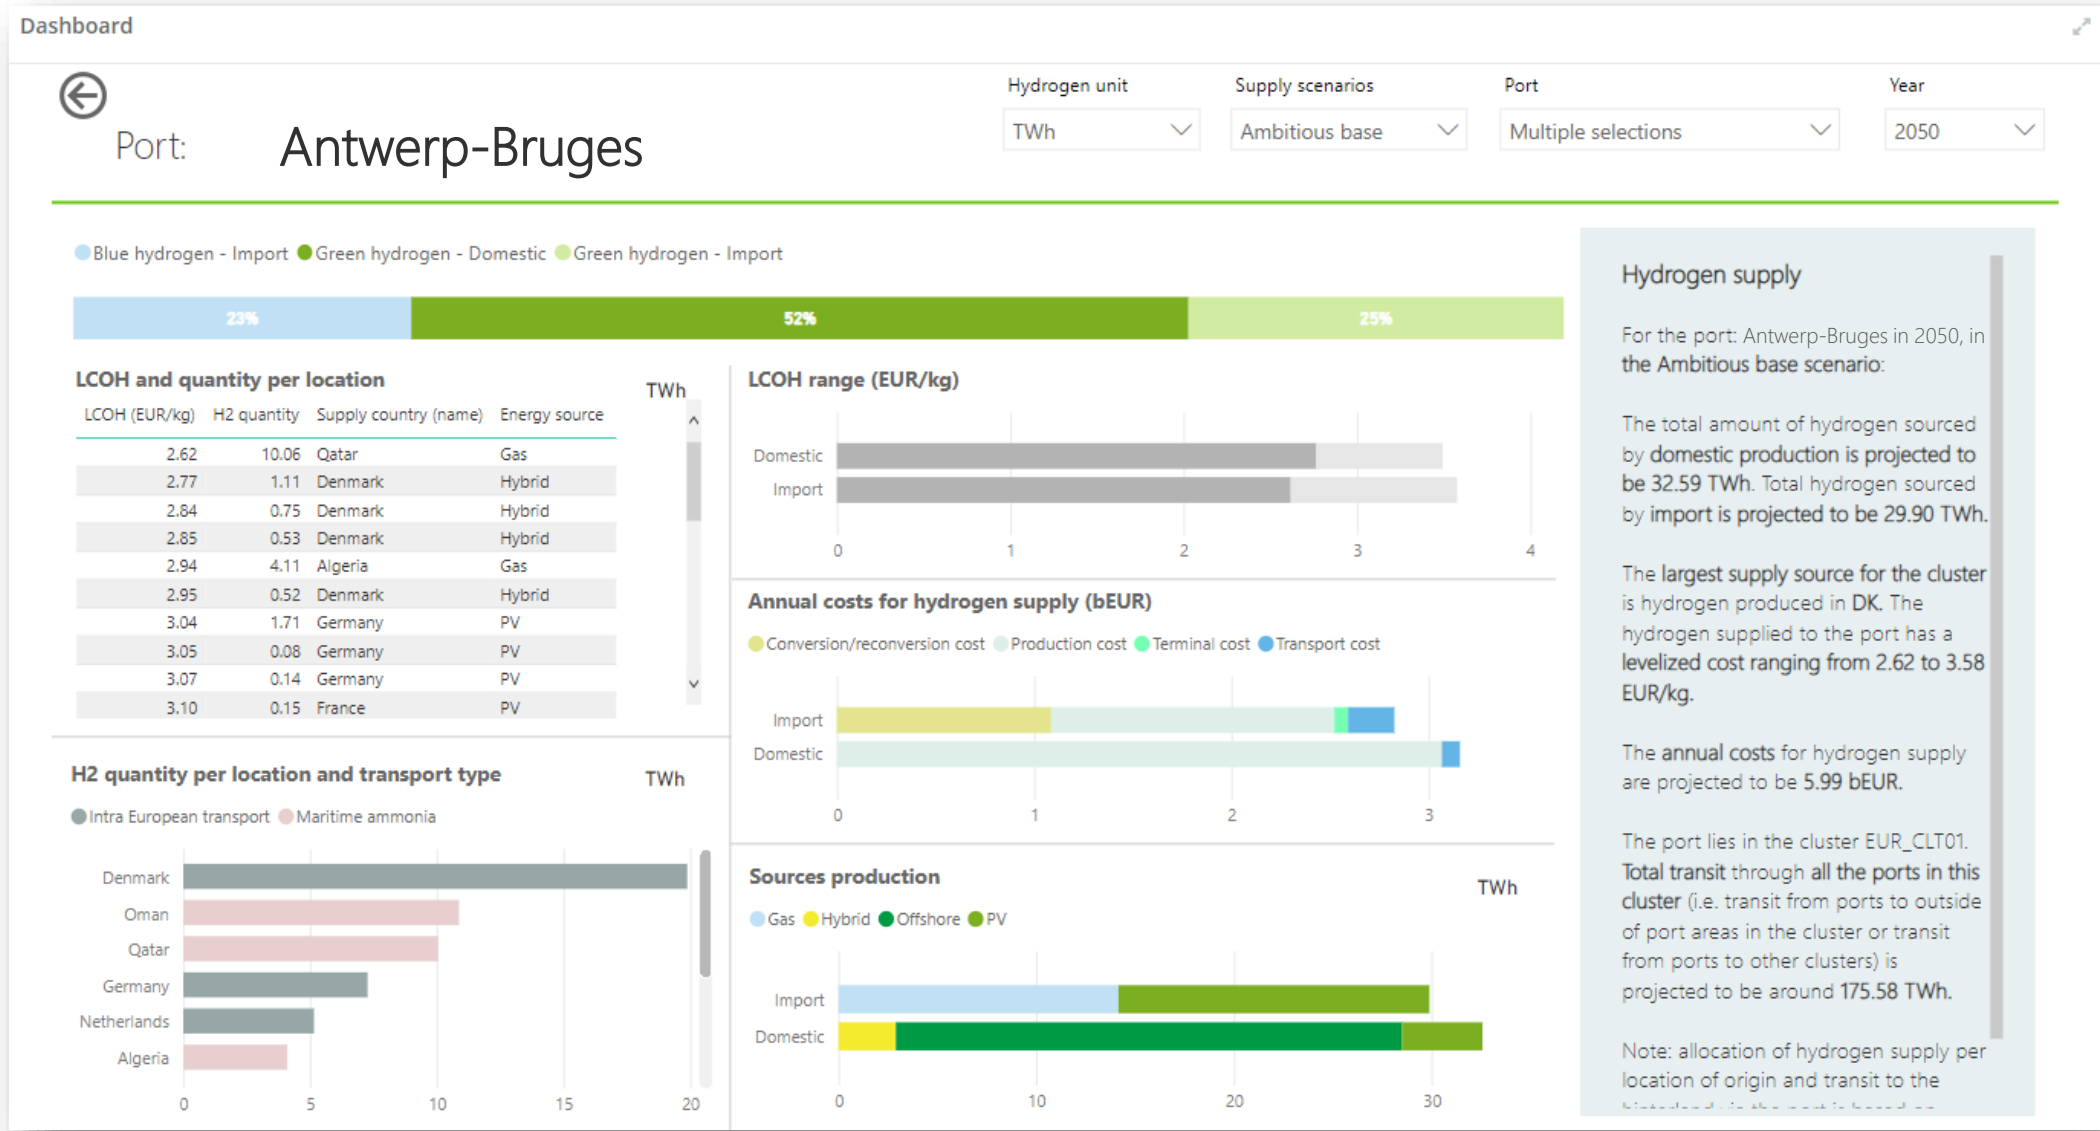 Dashboard
Hydrogen unit
Supply scenarios
Port
Year
TWh
Ambitious base
Multiple selections
2050
Port:
Antwerp-Bruges
Blue hydrogen - Import
Green hydrogen - Domestic
Green hydrogen - Import
23%
52%
25%
LCOH and quantity per location
TWh
LCOH (EUR/kg) H2 quantity Supply country (name) Energy source
2.62 10.06 Qatar Gas
2.77 1.11 Denmark Hybrid
2.84 0.75 Denmark Hybrid
2.85 0.53 Denmark Hybrid
2.94 4.11 Algeria Gas
2.95 0.52 Denmark Hybrid
3.04 1.71 Germany PV
3.05 0.08 Germany PV
3.07 0.14 Germany PV
3.10 0.15 France PV
H2 quantity per location and transport type
TWh
Intra European transport
Maritime ammonia
Denmark
Oman
Qatar
Germany
Netherlands
Algeria
0 5 10 15 20
LCOH range (EUR/kg)
Domestic
Import
0 1 2 3 4
Annual costs for hydrogen supply (bEUR)
Conversion/reconversion cost
Production cost
Terminal cost
Transport cost
Import
Domestic
0 1 2 3
Sources production
TWh
Gas
Hybrid
Offshore
PV
Import
Domestic
0 10 20 30
Hydrogen supply
For the port: Antwerp-Bruges in 2050, in
the Ambitious base scenario:
The total amount of hydrogen sourced
by domestic production is projected to
be 32.59 TWh. Total hydrogen sourced
by import is projected to be 29.90 TWh.
The largest supply source for the cluster
is hydrogen produced in DK. The
hydrogen supplied to the port has a
levelized cost ranging from 2.62 to 3.58
EUR/kg.
The annual costs for hydrogen supply
are projected to be 5.99 bEUR.
The port lies in the cluster EUR_CLT01.
Total transit through all the ports in this
cluster (i.e. transit from ports to outside
of port areas in the cluster or transit
from ports to other clusters) is
projected to be around 175.58 TWh.
Note: allocation of hydrogen supply per
location of origin and transit to the